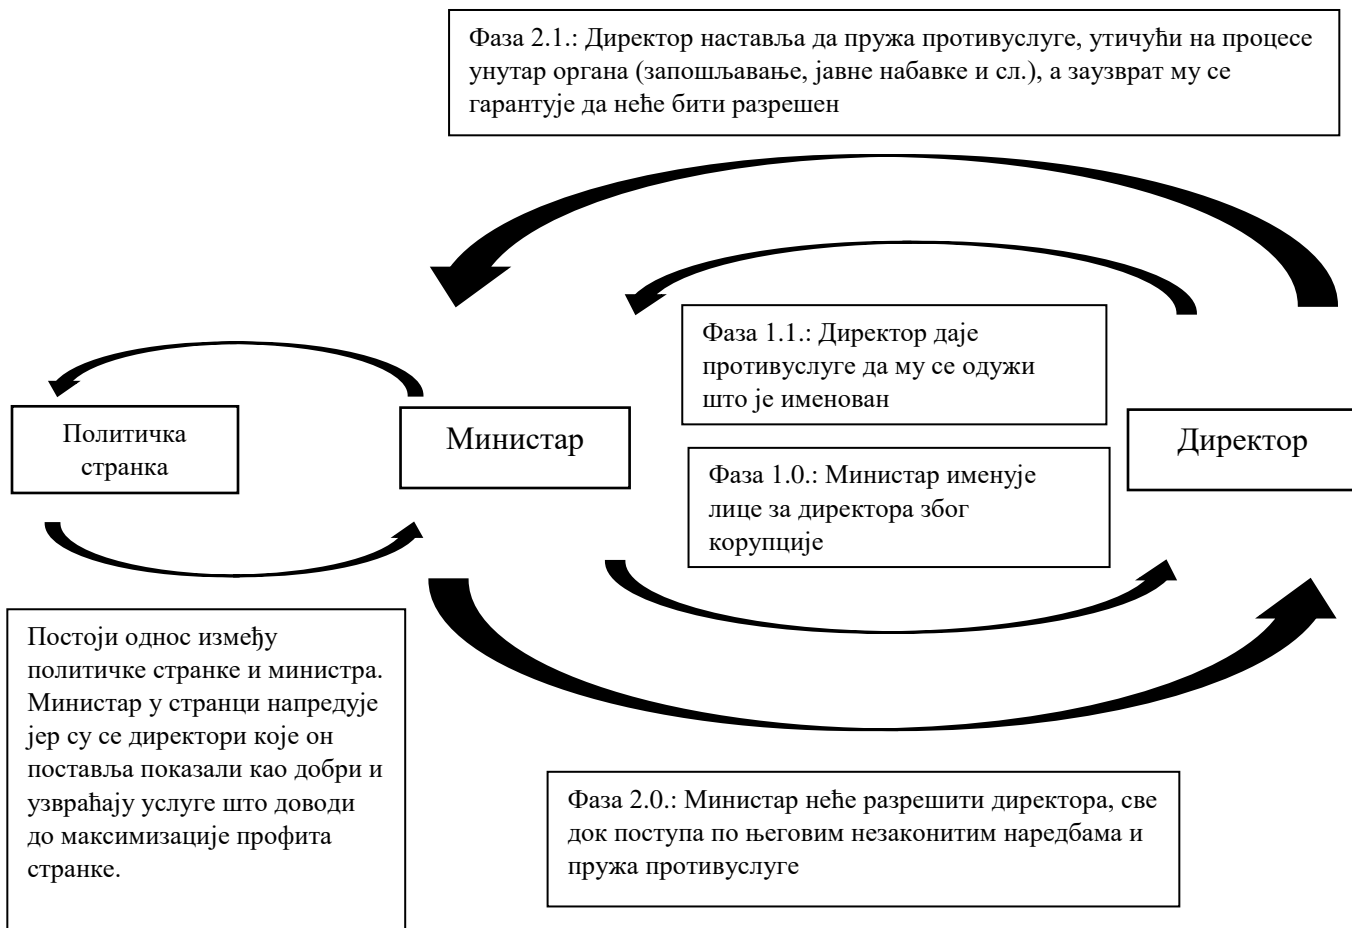 Фаза 2.1.: Директор наставља да пружа противуслуге, утичући на процесе
унутар органа (запошљавање, јавне набавке и сл.), а заузврат му се
гарантује да неће бити разрешен
Фаза 1.1.: Директор даје
противуслуге да му се одужи
што је именован
Политичка
странка
Министар
Директор
Фаза 1.0.: Министар именује
лице за директора због
корупције
Постоји однос између
политичке странке и министра.
Министар у странци напредује
јер су се директори које он
поставља показали као добри и
узвраћају услуге што доводи
до максимизације профита
странке.
Фаза 2.0.: Министар неће разрешити директора, све
док поступа по његовим незаконитим наредбама и
пружа противуслуге